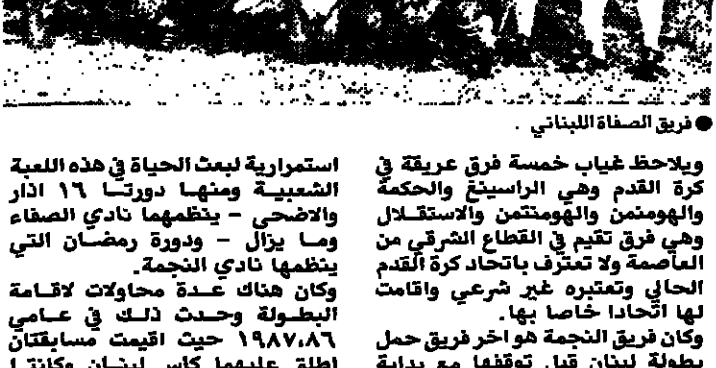 ● فريق الصفاة اللبناني .
ويلاحظ غياب خمسة فرق عريقة في
كرة القدم وهي الراسينغ والحكمة
والهومنمن والهومنتمن والاستقلال
وهي فرق تقيم في القطاع الشرقي من
العاصمة ولا تعترف باتحاد كرة القدم
الحالي وتعتبره غير شرعي واقامت
لها اتحادا خاصا بها.
وكان فريق النجمة هو اخر فريق حمل
بطولة لبنان قبل توقفها مع بداية
استمرارية لبعث الحياة في هذه اللعبة
الشعبية ومنها دورتا ١٦ اذار
والاضحى - ينظمهما نادي الصفاء
وما يزال - ودورة رمضان التي
ينظمها نادي النجمة.
وكان هناك عدة محاولات لاقامة
البطولة وحدث ذلك في عامي
١٩٨٧،٨٦ حيث اقيمت مسابقتان
اطلق عليهما كأس لبنان وكانتا